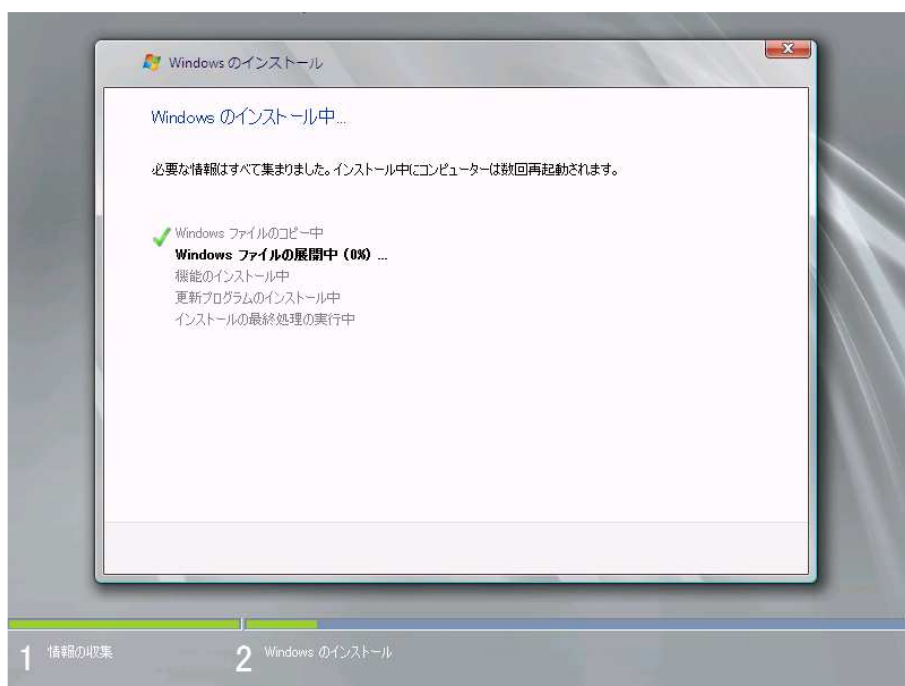 Windows のインストール
Windows のインストール中...
必要な情報はすべて集まりました。インストール中にコンピューターは数回再起動されます。
Windows ファイルのコピー中
Windows ファイルの展開中 (0%) ...
機能のインストール中
更新プログラムのインストール中
インストールの最終処理の実行中
1 情報の収集
2 Windows のインストール